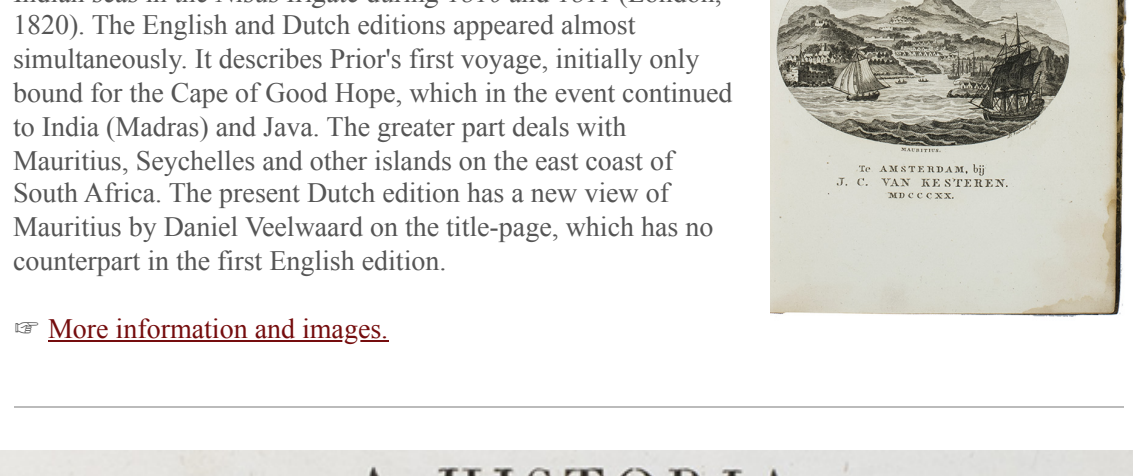 Indian seas in the Nisus frigate during 1810 and 1811 (London,
1820). The English and Dutch editions appeared almost
simultaneously. It describes Prior's first voyage, initially only
bound for the Cape of Good Hope, which in the event continued
to India (Madras) and Java. The greater part deals with
Mauritius, Seychelles and other islands on the east coast of
South Africa. The present Dutch edition has a new view of
Mauritius by Daniel Veelwaard on the title-page, which has no
counterpart in the first English edition.
☞ More information and images.
MAURITIUS.
Te AMSTERDAM, bij
J. C. VAN KESTEREN.
MDCCCXX.
A HISTORIA